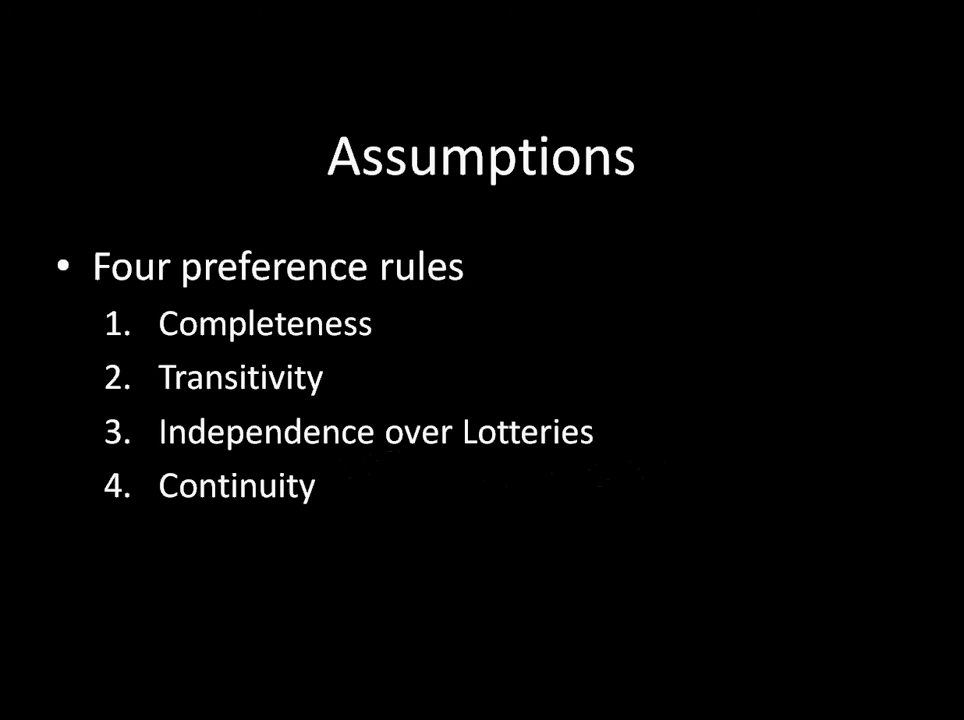 Assumptions
• Four preference rules
1. Completeness
2. Transitivity
3. Independence over Lotteries
4. Continuity